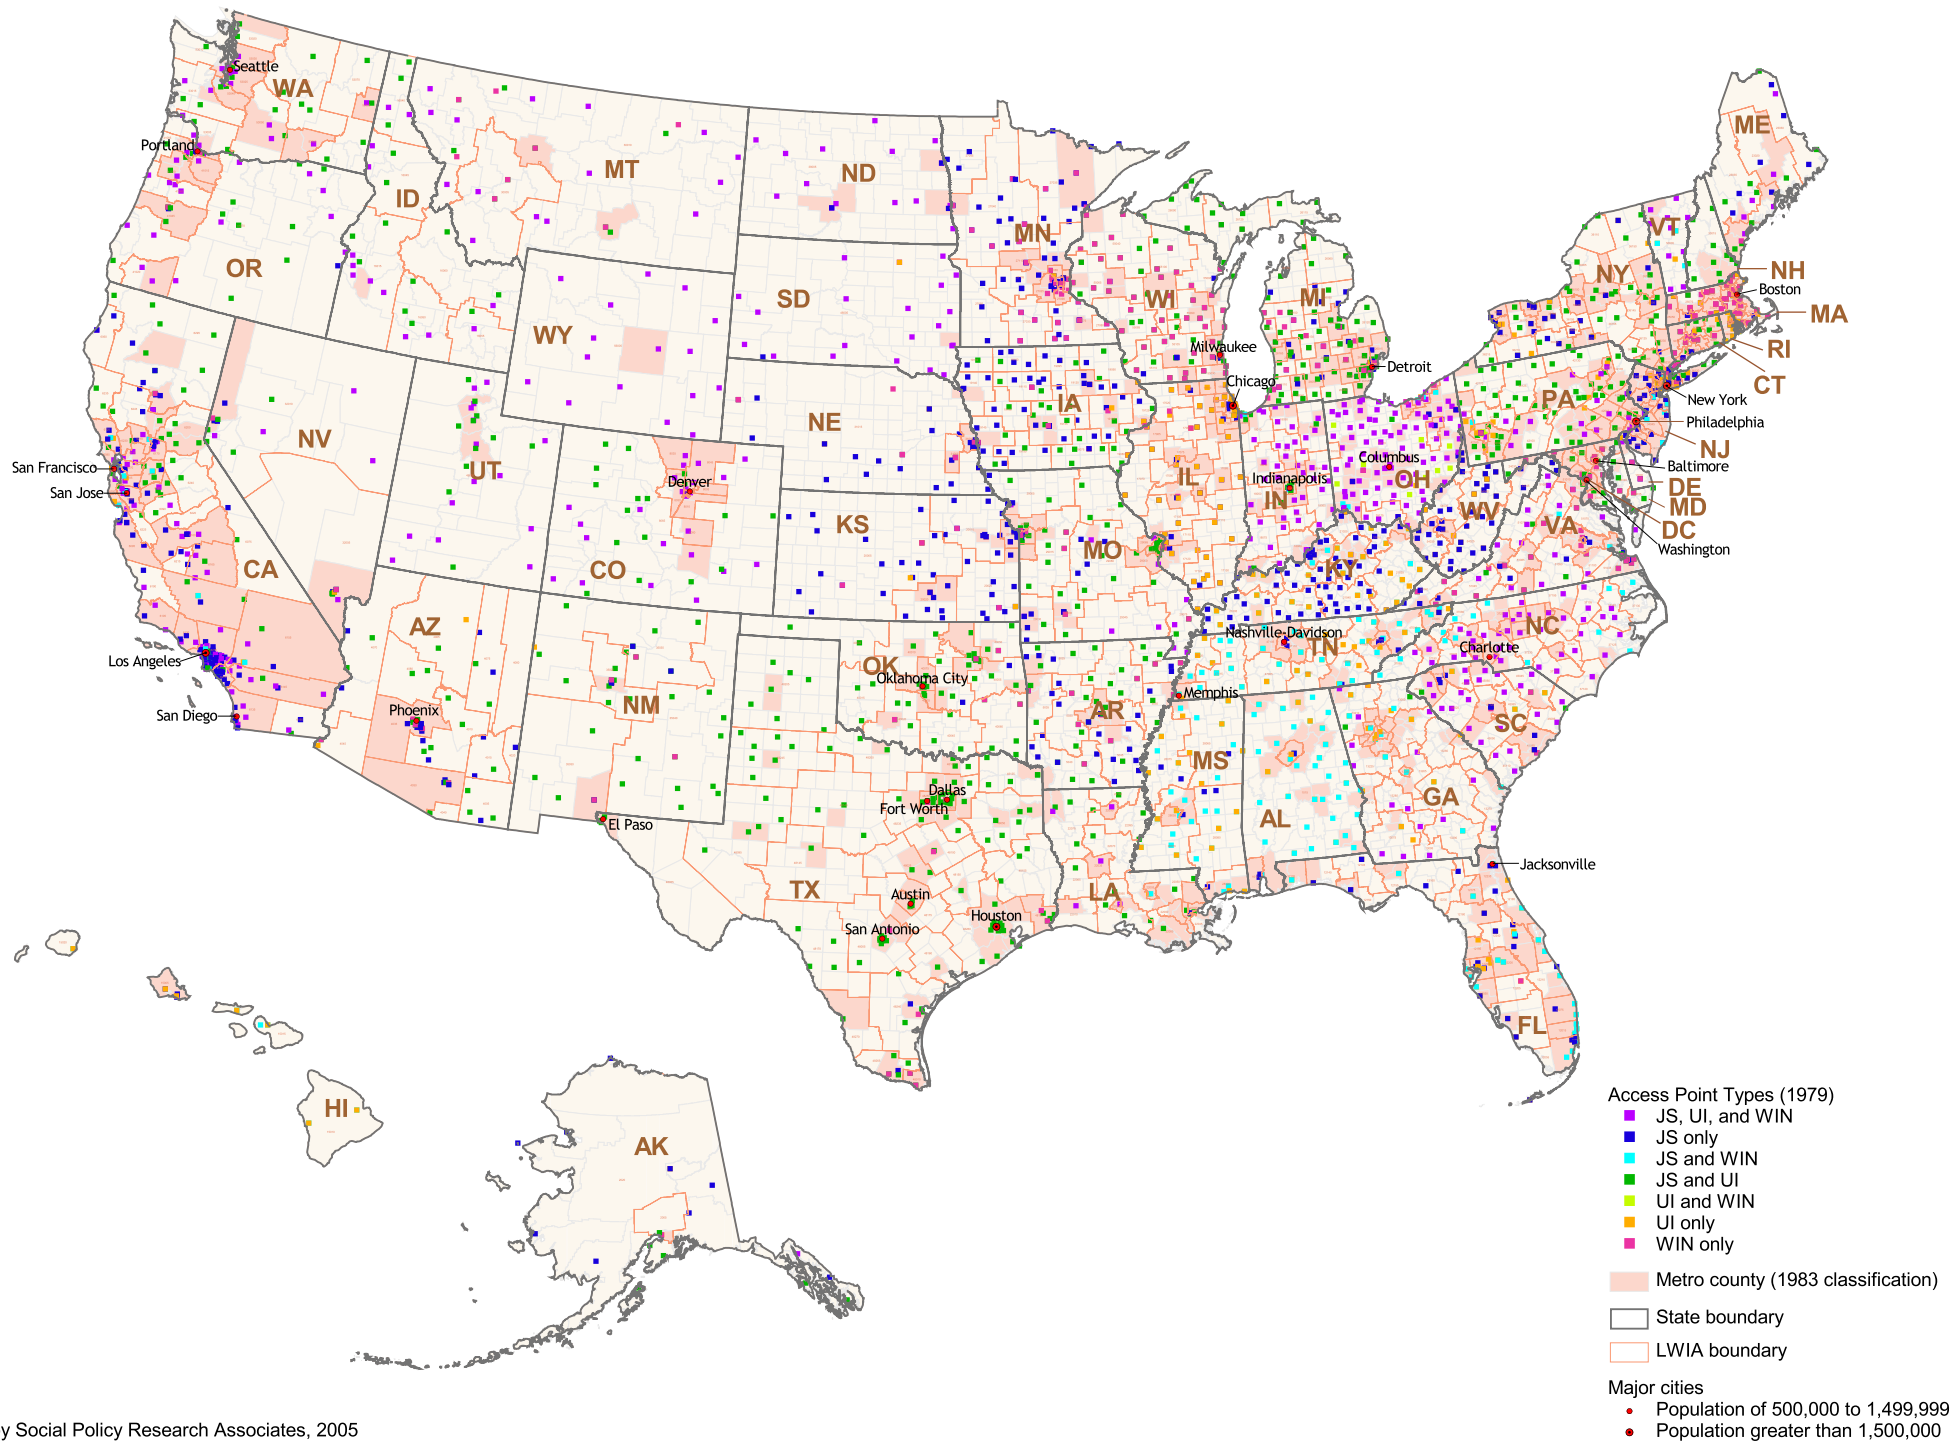 Seattle
WA
Portland
MT
ND
ID
OR
MN
ME
VT
NY
NH
Boston
MA
RI
CT
SD
WI
MI
WY
Milwaukee
Detroit
Chicago
IA
PA
New York
Philadelphia
NJ
NE
NV
UT
San Francisco
San Jose
Denver
IL
Columbus
OH
Indianapolis
IN
Baltimore
DE
MD
DC
Washington
WV
VA
KS
MO
KY
CO
CA
AZ
Nashville-Davidson
TN
NC
Charlotte
Los Angeles
OK
Oklahoma City
NM
Memphis
AR
San Diego
Phoenix
SC
MS
Dallas
Fort Worth
El Paso
GA
AL
Jacksonville
TX
LA
Austin
Houston
San Antonio
FL
HI
AK
Access Point Types (1979)
JS, UI, and WIN
JS only
JS and WIN
JS and UI
UI and WIN
UI only
WIN only
Metro county (1983 classification)
State boundary
LWIA boundary
Major cities
Population of 500,000 to 1,499,999
Population greater than 1,500,000
y Social Policy Research Associates, 2005